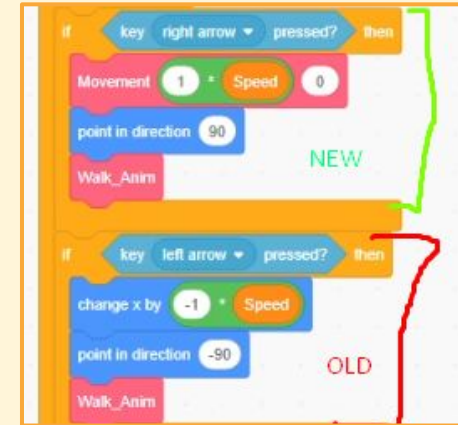 if key right arrow pressed? then
Movement 1 * Speed 0
point in direction 90
NEW
Walk_Anim
if key left arrow pressed? then
change x by -1 * Speed
point in direction -90
OLD
Walk_Anim